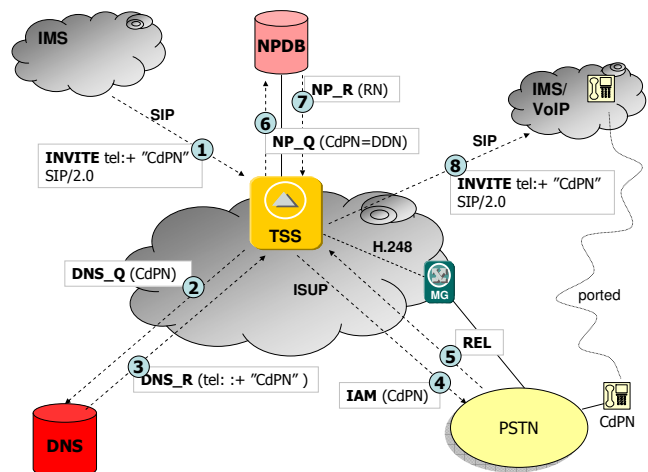 IMS
NPDB
7
NP_R (RN)
IMS/
VoIP
SIP
6
1
NP_Q (CdPN=DDN)
SIP
8
INVITE tel:+ ”CdPN”
SIP/2.0
INVITE tel:+ ”CdPN”
SIP/2.0
TSS
H.248
DNS_Q (CdPN)
2
ISUP
MG
ported
REL
5
3
DNS_R (tel: :+ ”CdPN” )
4
IAM (CdPN)
CdPN
PSTN
DNS